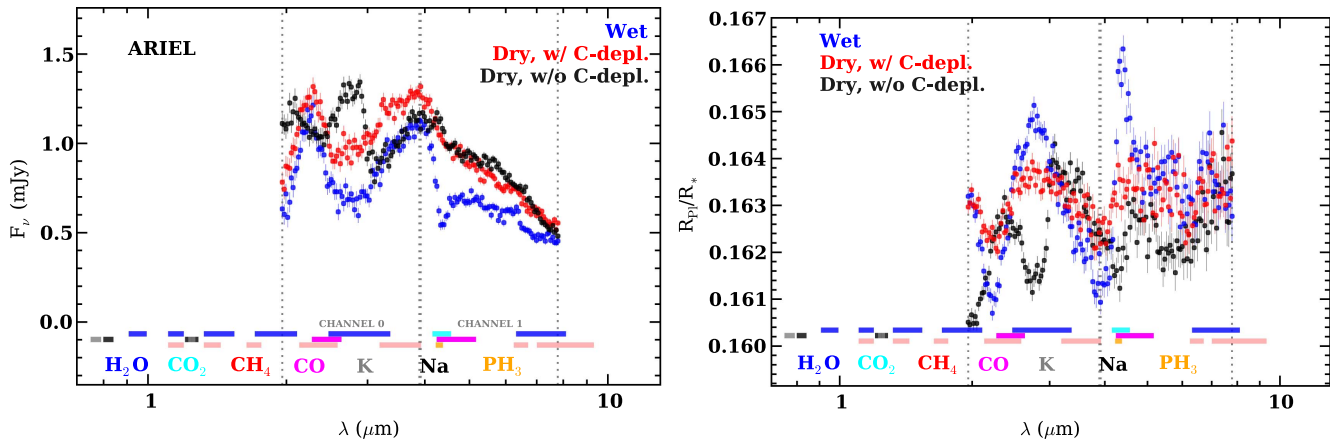 ARIEL
Wet
Dry, w/ C-depl.
Dry, w/o C-depl.
F_ν (mJy)
1.5
1.0
0.5
0.0
CHANNEL 0
CHANNEL 1
H₂O CO₂ CH₄ CO K Na PH₃
1 10
λ (μm)
Wet
Dry, w/ C-depl.
Dry, w/o C-depl.
R_Pl/R_*
0.167
0.166
0.165
0.164
0.163
0.162
0.161
0.160
H₂O CO₂ CH₄ CO K Na PH₃
1 10
λ (μm)